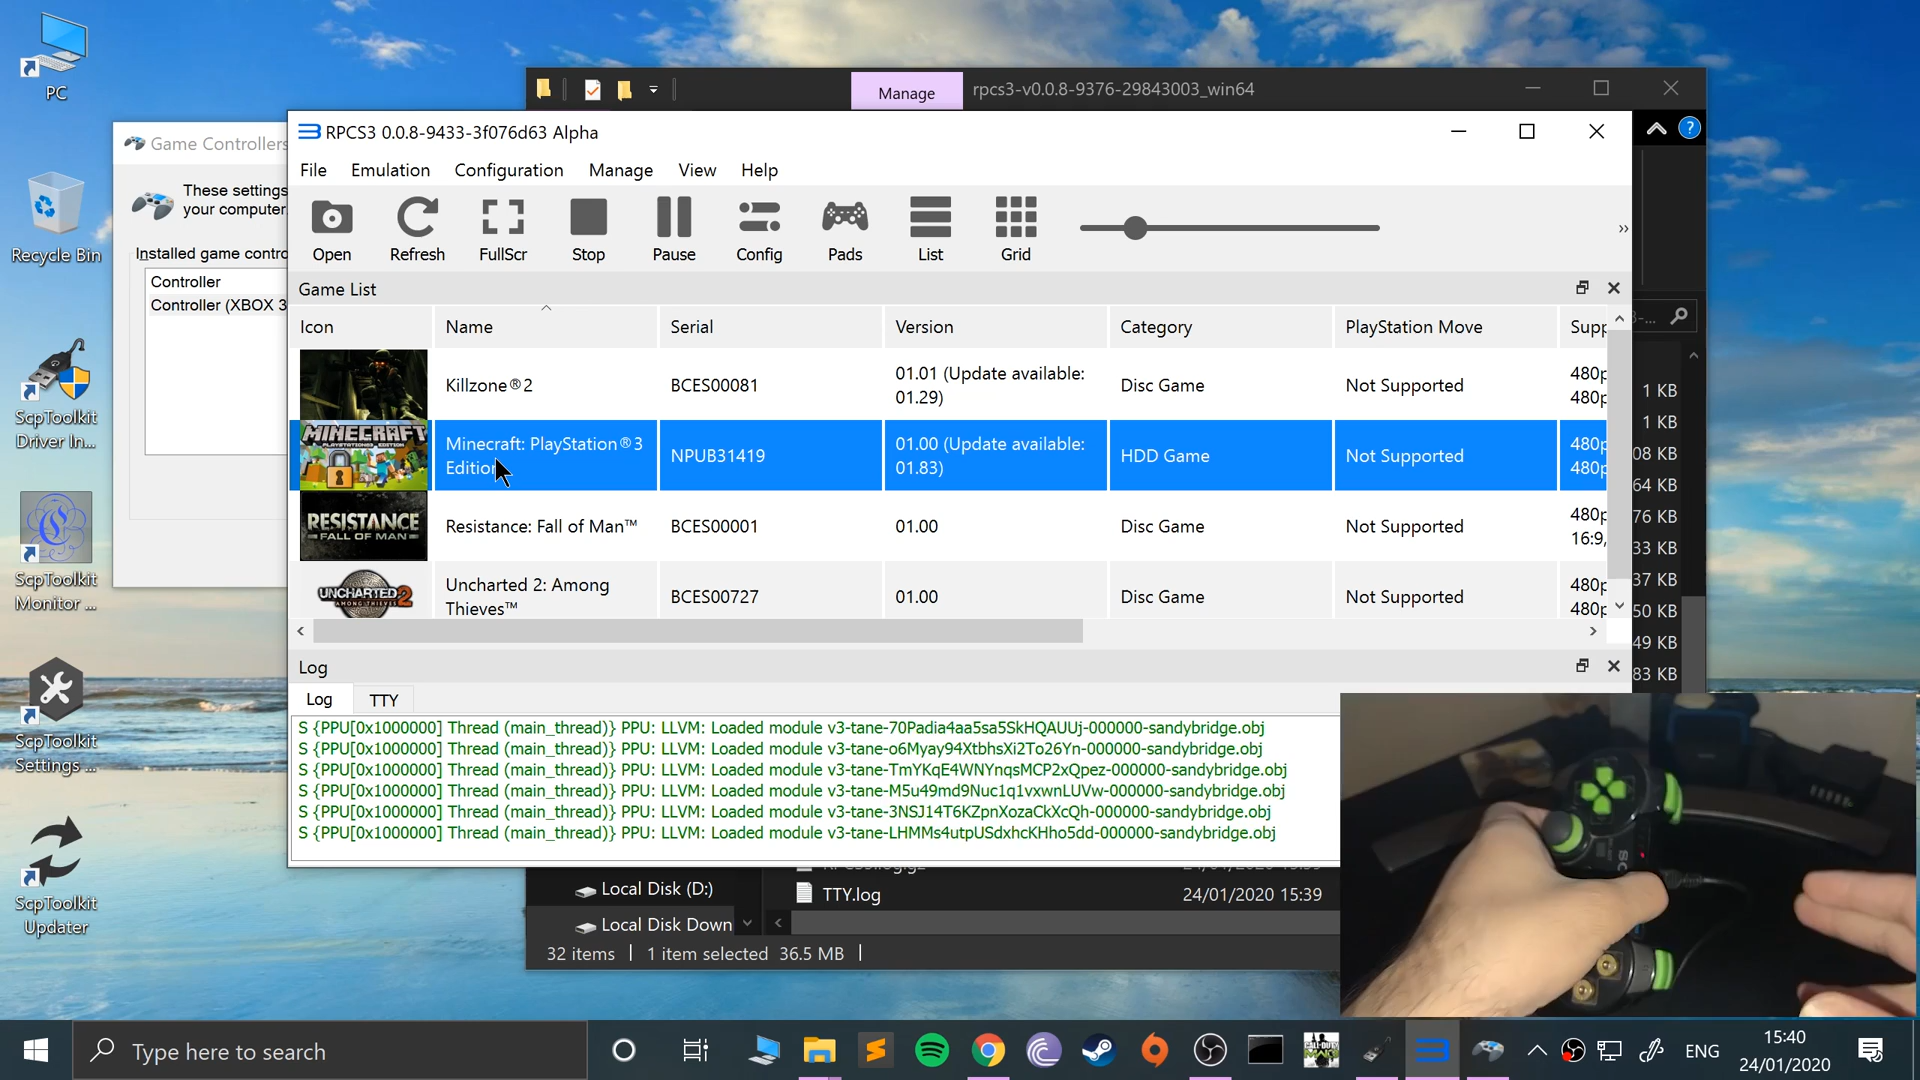 PC
Recycle Bin
ScpToolkit
Driver In...
ScpToolkit
Monitor ...
ScpToolkit
Settings ...
ScpToolkit
Updater
Manage
rpcs3-v0.0.8-9376-29843003_win64
Game Controllers
These settings
your computer.
Installed game contro
Controller
Controller (XBOX 3
RPCS3 0.0.8-9433-3f076d63 Alpha
File Emulation Configuration Manage View Help
Open Refresh FullScr Stop Pause Config Pads List Grid
»
Game List
Icon Name Serial Version Category PlayStation Move Supp
Killzone®2 BCES00081 01.01 (Update available: 01.29) Disc Game Not Supported 480p 480p
MINECRAFT
Minecraft: PlayStation®3 Edition NPUB31419 01.00 (Update available: 01.83) HDD Game Not Supported 480p 480p
RESISTANCE
FALL OF MAN
Resistance: Fall of Man™ BCES00001 01.00 Disc Game Not Supported 480p 16:9,
UNCHARTED 2
AMONG THIEVES
Uncharted 2: Among Thieves™ BCES00727 01.00 Disc Game Not Supported 480p 480p
1 KB
1 KB
08 KB
64 KB
76 KB
33 KB
37 KB
50 KB
49 KB
83 KB
Log
Log TTY
S {PPU[0x1000000] Thread (main_thread)} PPU: LLVM: Loaded module v3-tane-70Padia4aa5sa5SkHQAUUj-000000-sandybridge.obj
S {PPU[0x1000000] Thread (main_thread)} PPU: LLVM: Loaded module v3-tane-o6Myay94XtbhsXi2To26Yn-000000-sandybridge.obj
S {PPU[0x1000000] Thread (main_thread)} PPU: LLVM: Loaded module v3-tane-TmYKqE4WNYnqsMCP2xQpez-000000-sandybridge.obj
S {PPU[0x1000000] Thread (main_thread)} PPU: LLVM: Loaded module v3-tane-M5u49md9Nuc1q1vxwnLUVw-000000-sandybridge.obj
S {PPU[0x1000000] Thread (main_thread)} PPU: LLVM: Loaded module v3-tane-3NSJ14T6KZpnXozaCkXcQh-000000-sandybridge.obj
S {PPU[0x1000000] Thread (main_thread)} PPU: LLVM: Loaded module v3-tane-LHMMs4utpUSdxhcKHho5dd-000000-sandybridge.obj
Local Disk (D:)
TTY.log 24/01/2020 15:39
Local Disk Down
32 items 1 item selected 36.5 MB
Type here to search
ENG
15:40
24/01/2020